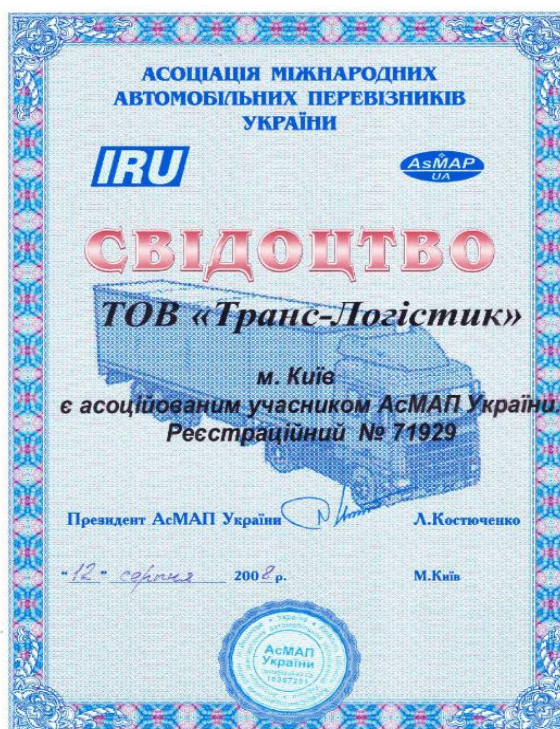 АСОЦІАЦІЯ МІЖНАРОДНИХ
АВТОМОБІЛЬНИХ ПЕРЕВІЗНИКІВ
УКРАЇНИ
IRU
AsMAP
UA
СВІДОЦТВО
ТОВ «Транс-Логістик»
м. Київ
є асоційованим учасником АсМАП України.
Реєстраційний № 71929
Президент АсМАП України Л.Костюченко
"12" серпня 2008 р. М.Київ
АсМАП
України